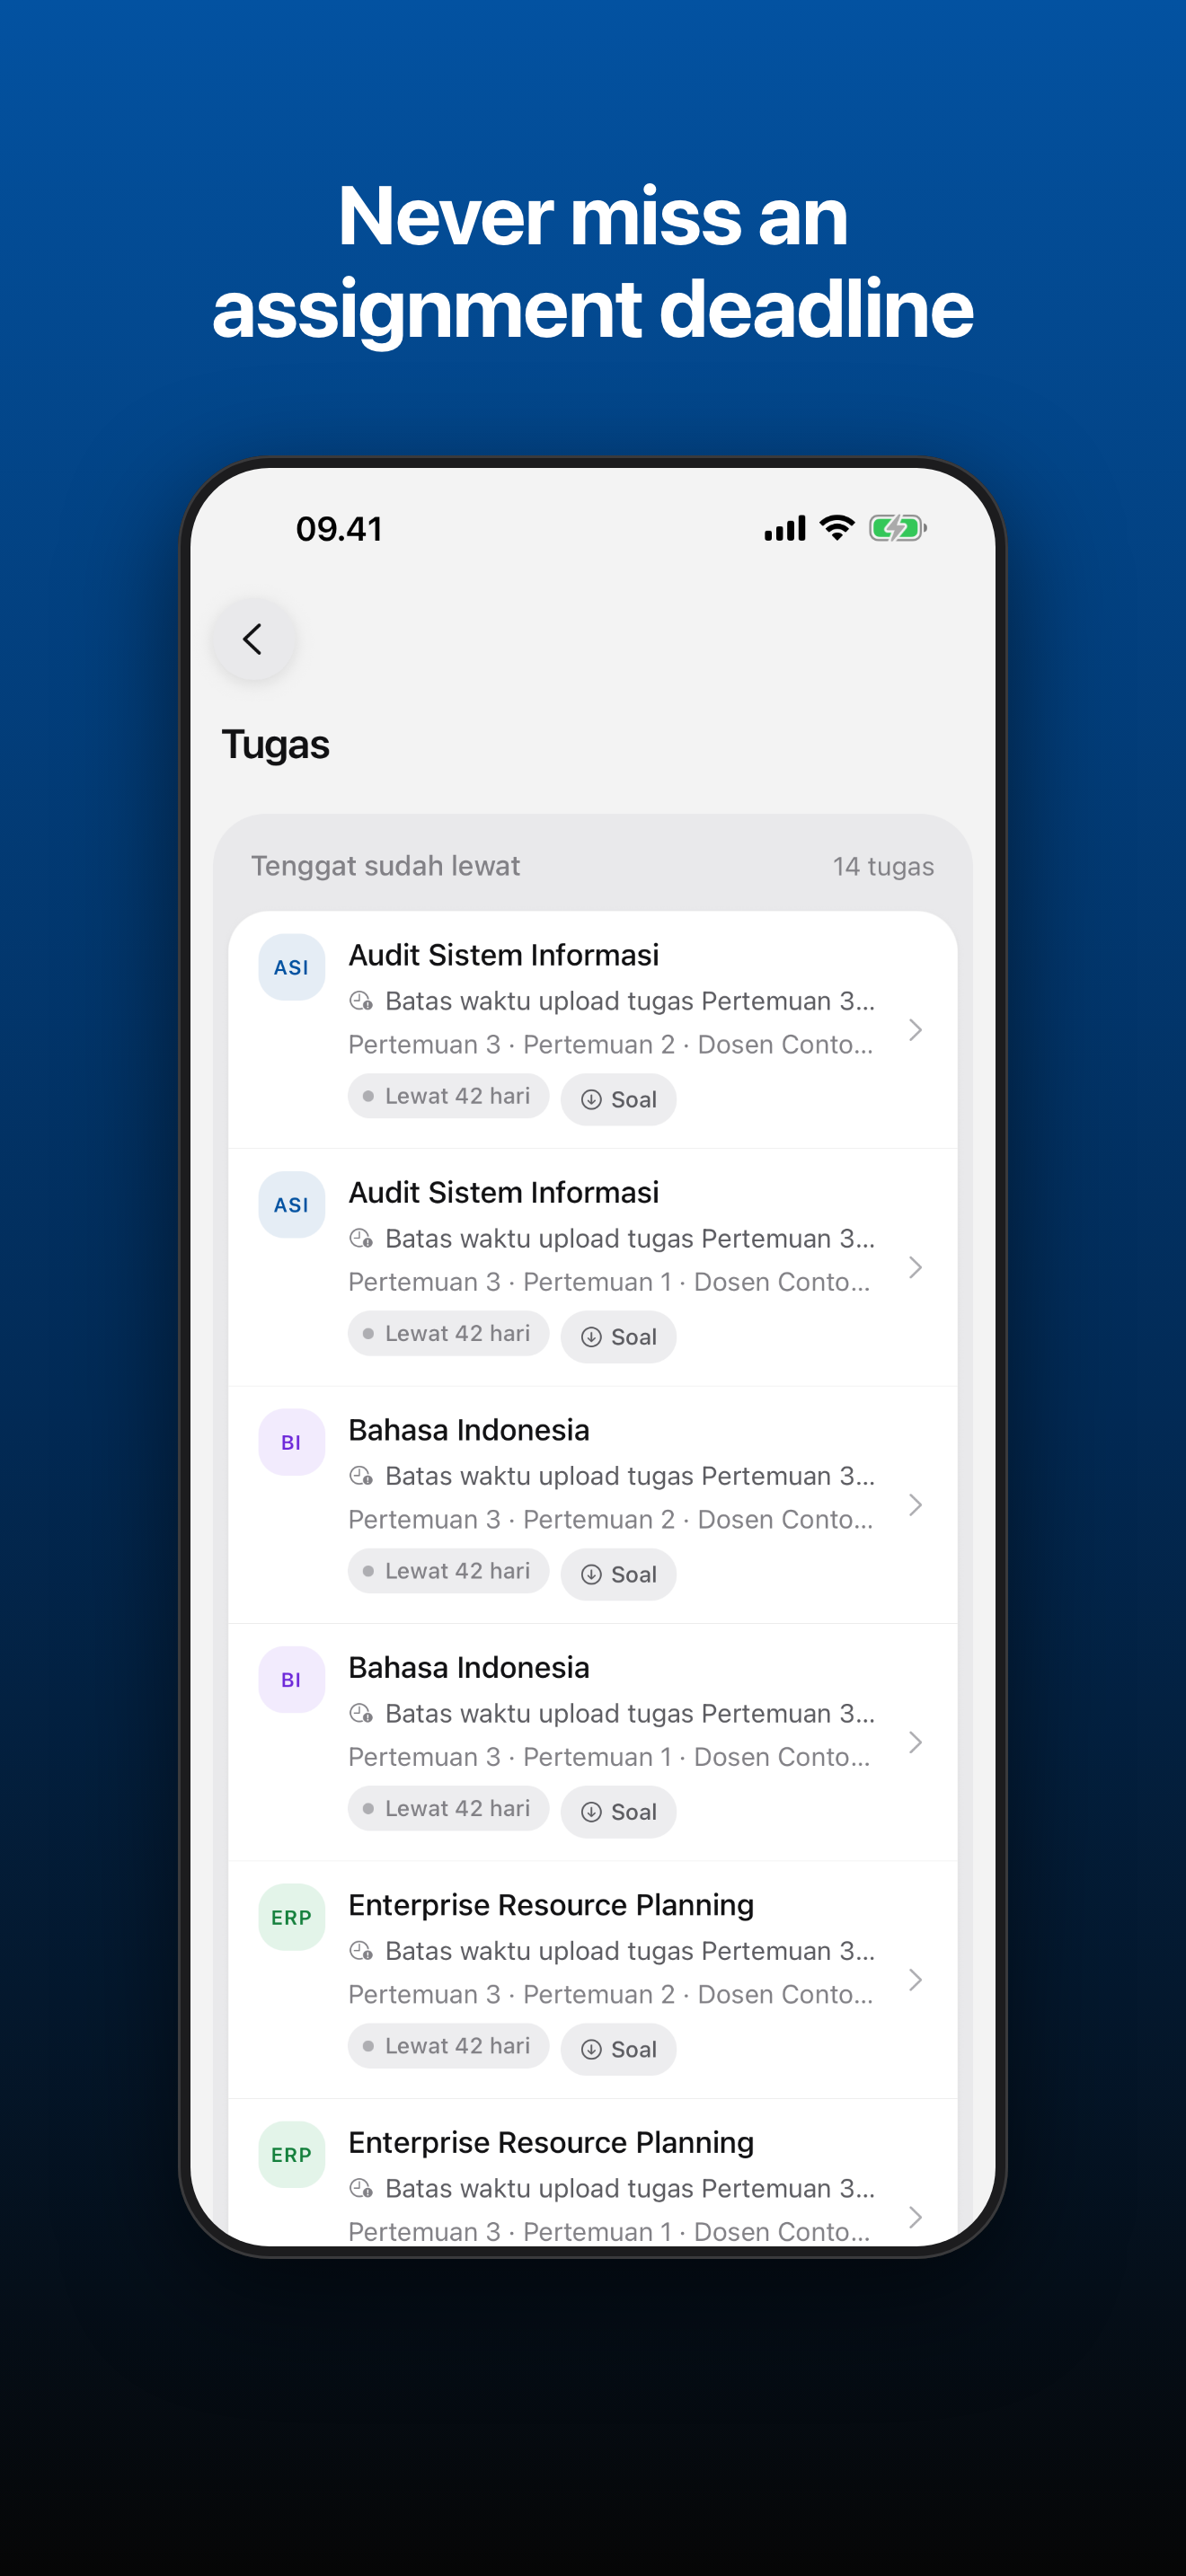 Never miss an
assignment deadline
09.41
Tugas
Tenggat sudah lewat 14 tugas
ASI Audit Sistem Informasi
Batas waktu upload tugas Pertemuan 3...
Pertemuan 3 · Pertemuan 2 · Dosen Conto...
Lewat 42 hari Soal
ASI Audit Sistem Informasi
Batas waktu upload tugas Pertemuan 3...
Pertemuan 3 · Pertemuan 1 · Dosen Conto...
Lewat 42 hari Soal
BI Bahasa Indonesia
Batas waktu upload tugas Pertemuan 3...
Pertemuan 3 · Pertemuan 2 · Dosen Conto...
Lewat 42 hari Soal
BI Bahasa Indonesia
Batas waktu upload tugas Pertemuan 3...
Pertemuan 3 · Pertemuan 1 · Dosen Conto...
Lewat 42 hari Soal
ERP Enterprise Resource Planning
Batas waktu upload tugas Pertemuan 3...
Pertemuan 3 · Pertemuan 2 · Dosen Conto...
Lewat 42 hari Soal
ERP Enterprise Resource Planning
Batas waktu upload tugas Pertemuan 3...
Pertemuan 3 · Pertemuan 1 · Dosen Conto...